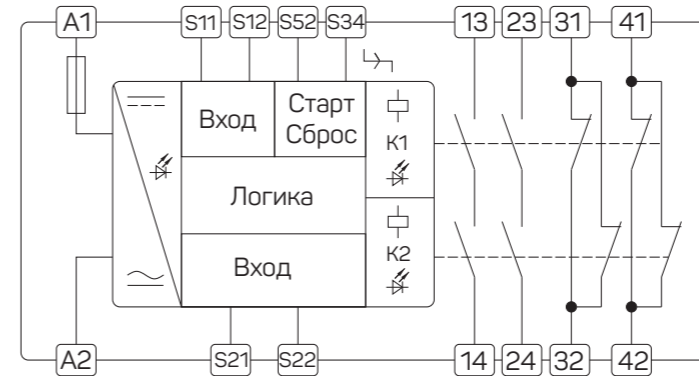 A1 S11 S12 S52 S34 13 23 31 41
Вход
Старт
Сброс
K1
Логика
K2
Вход
A2 S21 S22 14 24 32 42